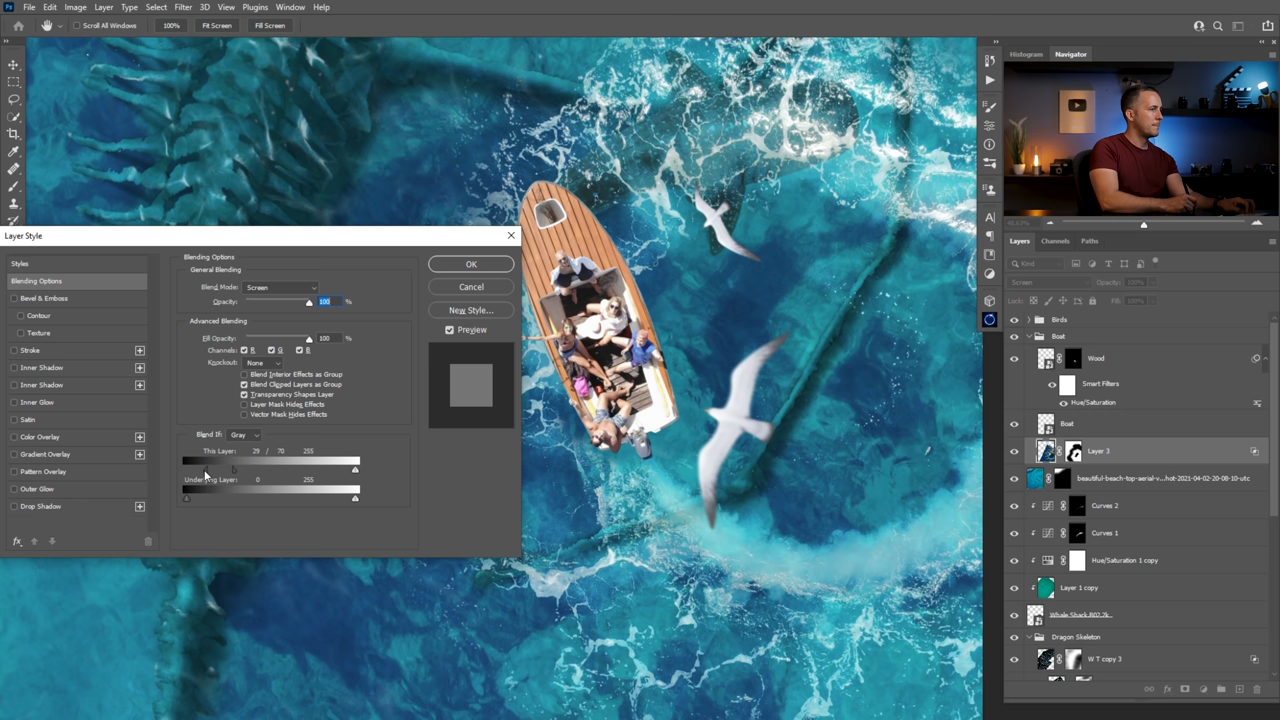 Ps File Edit Image Layer Type Select Filter 3D View Plugins Window Help
Scroll All Windows 100% Fit Screen Fill Screen
Histogram Navigator
Layers Channels Paths
Kind
Screen Opacity: 100%
Lock: Fill: 100%
Birds
Boat
Wood
Smart Filters
Hue/Saturation
Boat
Layer 3
beautiful-beach-top-aerial-v...hot-2021-04-02-20-08-10-utc
Curves 2
Curves 1
Hue/Saturation 1 copy
Layer 1 copy
Whale Shark
Dragon Skeleton
W T copy 3
Layer Style
Styles
Blending Options
Bevel & Emboss
Contour
Texture
Stroke
Inner Shadow
Inner Shadow
Inner Glow
Satin
Color Overlay
Gradient Overlay
Pattern Overlay
Outer Glow
Drop Shadow
fx
Blending Options
General Blending
Blend Mode: Screen
Opacity: 100 %
Advanced Blending
Fill Opacity: 100 %
Channels: R G B
Knockout: None
Blend Interior Effects as Group
Blend Clipped Layers as Group
Transparency Shapes Layer
Layer Mask Hides Effects
Vector Mask Hides Effects
Blend If: Gray
This Layer: 29 / 70 255
Underlying Layer: 0 255
OK
Cancel
New Style...
Preview